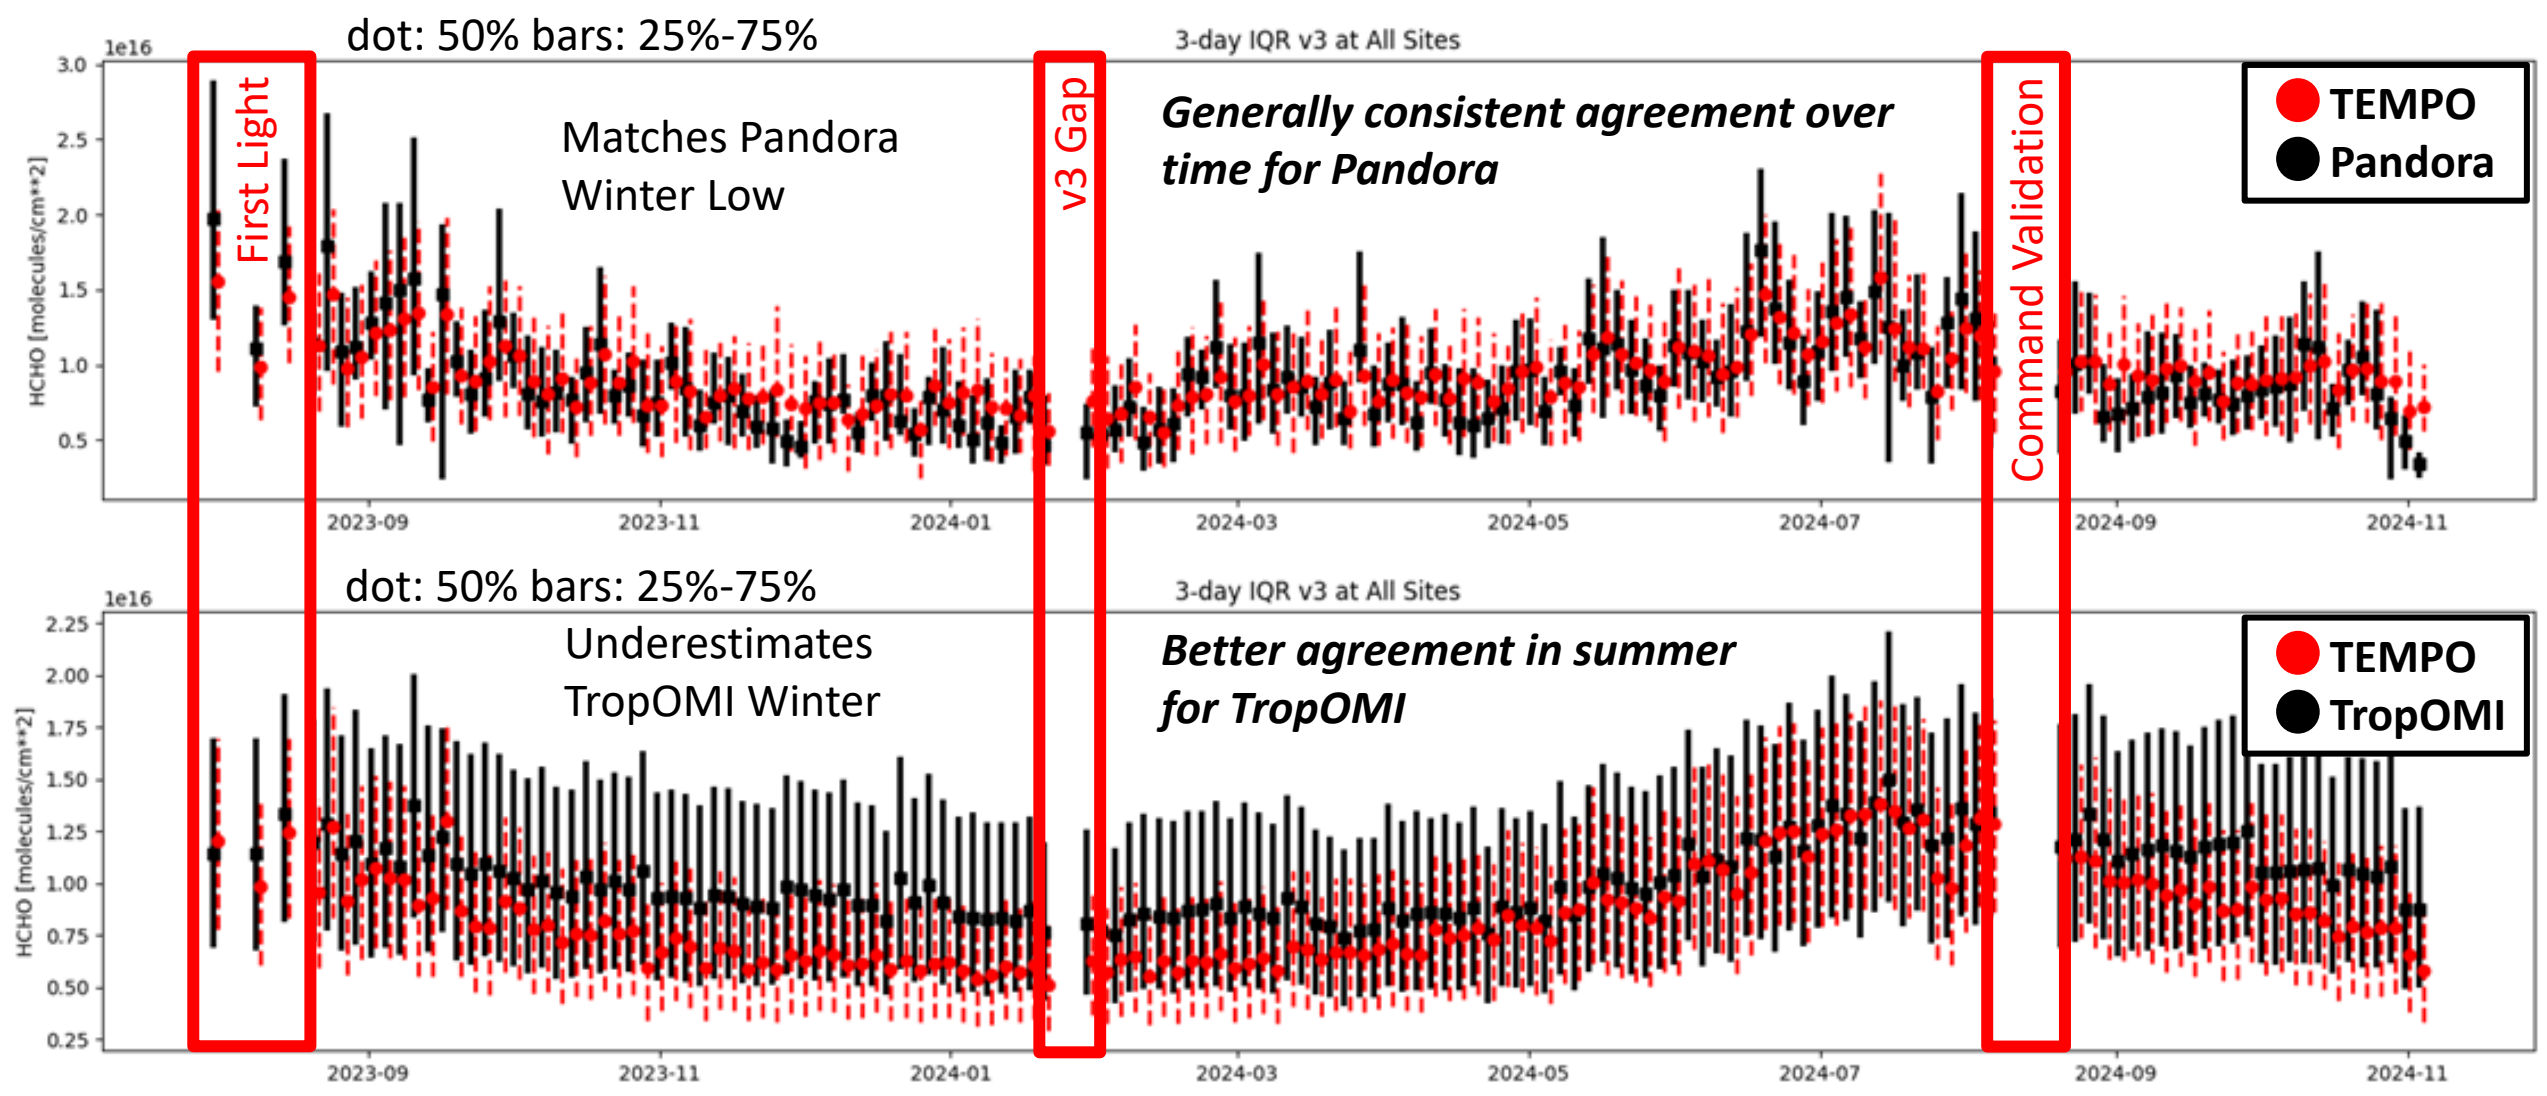 dot: 50% bars: 25%-75%
3-day IQR v3 at All Sites
1e16
3.0
2.5
2.0
1.5
1.0
0.5
HCHO [molecules/cm**2]
First Light
Matches Pandora
Winter Low
v3 Gap
Generally consistent agreement over
time for Pandora
Command Validation
TEMPO
Pandora
2023-09
2023-11
2024-01
2024-03
2024-05
2024-07
2024-09
2024-11
dot: 50% bars: 25%-75%
3-day IQR v3 at All Sites
1e16
2.25
2.00
1.75
1.50
1.25
1.00
0.75
0.50
0.25
HCHO [molecules/cm**2]
Underestimates
TropOMI Winter
Better agreement in summer
for TropOMI
TEMPO
TropOMI
2023-09
2023-11
2024-01
2024-03
2024-05
2024-07
2024-09
2024-11